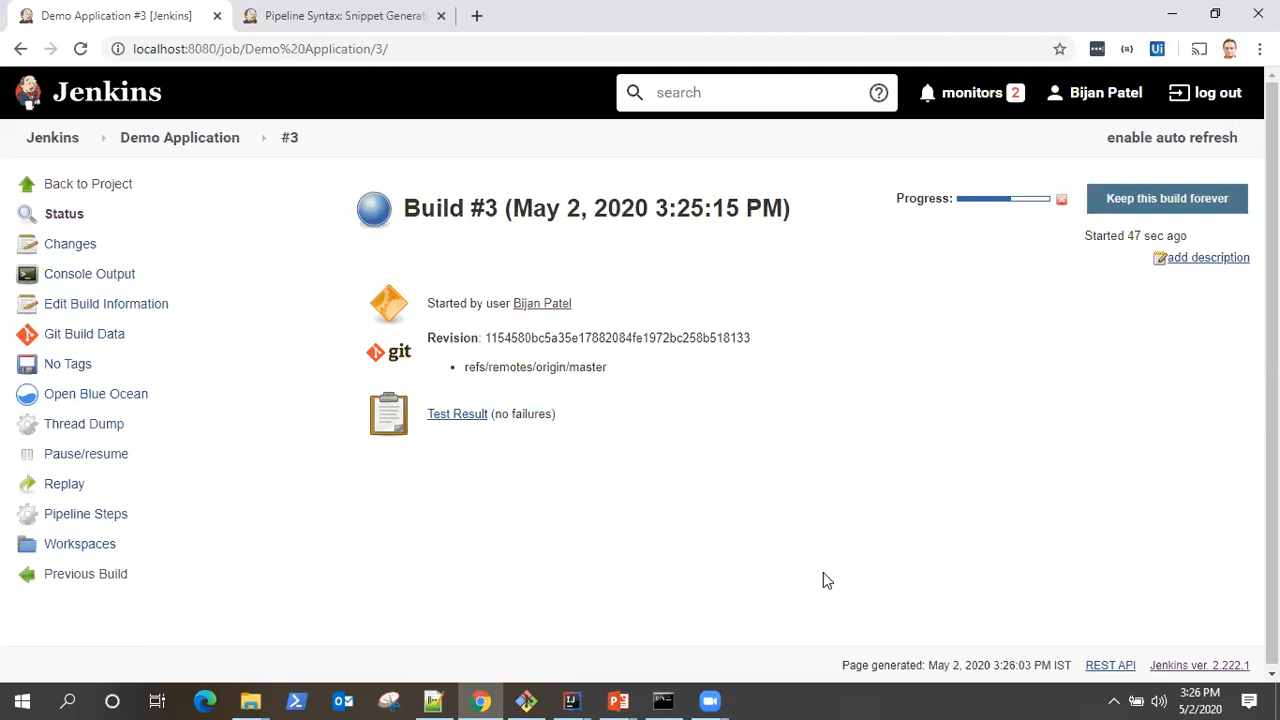 Demo Application #3 [Jenkins]
Pipeline Syntax: Snippet Generat
localhost:8080/job/Demo%20Application/3/
Jenkins
search
monitors 2
Bijan Patel
log out
Jenkins
Demo Application
#3
enable auto refresh
Back to Project
Status
Changes
Console Output
Edit Build Information
Git Build Data
No Tags
Open Blue Ocean
Thread Dump
Pause/resume
Replay
Pipeline Steps
Workspaces
Previous Build
Build #3 (May 2, 2020 3:25:15 PM)
Progress:
Keep this build forever
Started 47 sec ago
add description
Started by user Bijan Patel
git
Revision: 1154580bc5a35e17882084fe1972bc258b518133
refs/remotes/origin/master
Test Result (no failures)
Page generated: May 2, 2020 3:26:03 PM IST
REST API
Jenkins ver. 2.222.1
3:26 PM
5/2/2020